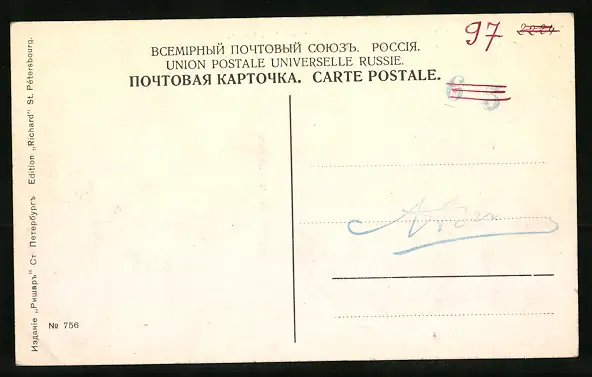 97 2224
ВСЕМІРНЫЙ ПОЧТОВЫЙ СОЮЗЪ. РОССІЯ.
UNION POSTALE UNIVERSELLE RUSSIE.
ПОЧТОВАЯ КАРТОЧКА. CARTE POSTALE.
Изданіе „Ришаръ" Ст. Петербургъ Edition „Richard" St. Pétersbourg.
№ 756